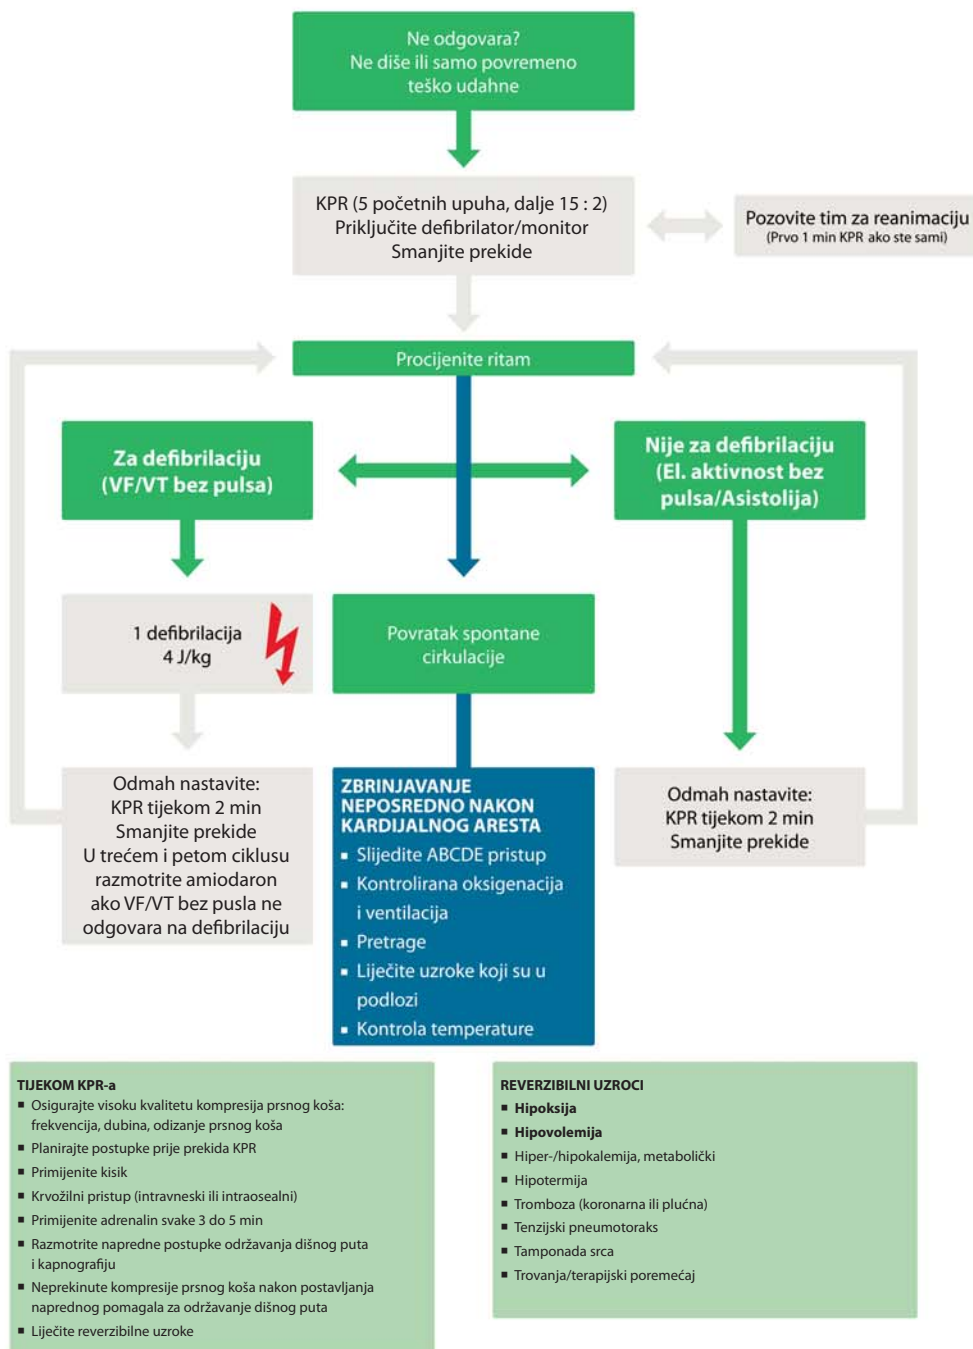 Ne odgovara?
Ne diše ili samo povremeno
teško udahne
KPR (5 početnih upuha, dalje 15 : 2)
Priključite defibrilator/monitor
Smanjite prekide
Pozovite tim za reanimaciju
(Prvo 1 min KPR ako ste sami)
Procijenite ritam
Za defibrilaciju
(VF/VT bez pulsa)
Nije za defibrilaciju
(El. aktivnost bez
pulsa/Asistolija)
1 defibrilacija
4 J/kg
Povratak spontane
cirkulacije
Odmah nastavite:
KPR tijekom 2 min
Smanjite prekide
U trećem i petom ciklusu
razmotrite amiodaron
ako VF/VT bez pusla ne
odgovara na defibrilaciju
ZBRINJAVANJE
NEPOSREDNO NAKON
KARDIJALNOG ARESTA
▪ Slijedite ABCDE pristup
▪ Kontrolirana oksigenacija
i ventilacija
▪ Pretrage
▪ Liječite uzroke koji su u
podlozi
▪ Kontrola temperature
Odmah nastavite:
KPR tijekom 2 min
Smanjite prekide
TIJEKOM KPR-a
▪ Osigurajte visoku kvalitetu kompresija prsnog koša:
frekvencija, dubina, odizanje prsnog koša
▪ Planirajte postupke prije prekida KPR
▪ Primijenite kisik
▪ Krvožilni pristup (intravneski ili intraosealni)
▪ Primijenite adrenalin svake 3 do 5 min
▪ Razmotrite napredne postupke održavanja dišnog puta
i kapnografiju
▪ Neprekinute kompresije prsnog koša nakon postavljanja
naprednog pomagala za održavanje dišnog puta
▪ Liječite reverzibilne uzroke
REVERZIBILNI UZROCI
▪ Hipoksija
▪ Hipovolemija
▪ Hiper-/hipokalemija, metabolički
▪ Hipotermija
▪ Tromboza (koronarna ili plućna)
▪ Tenzijski pneumotoraks
▪ Tamponada srca
▪ Trovanja/terapijski poremećaj